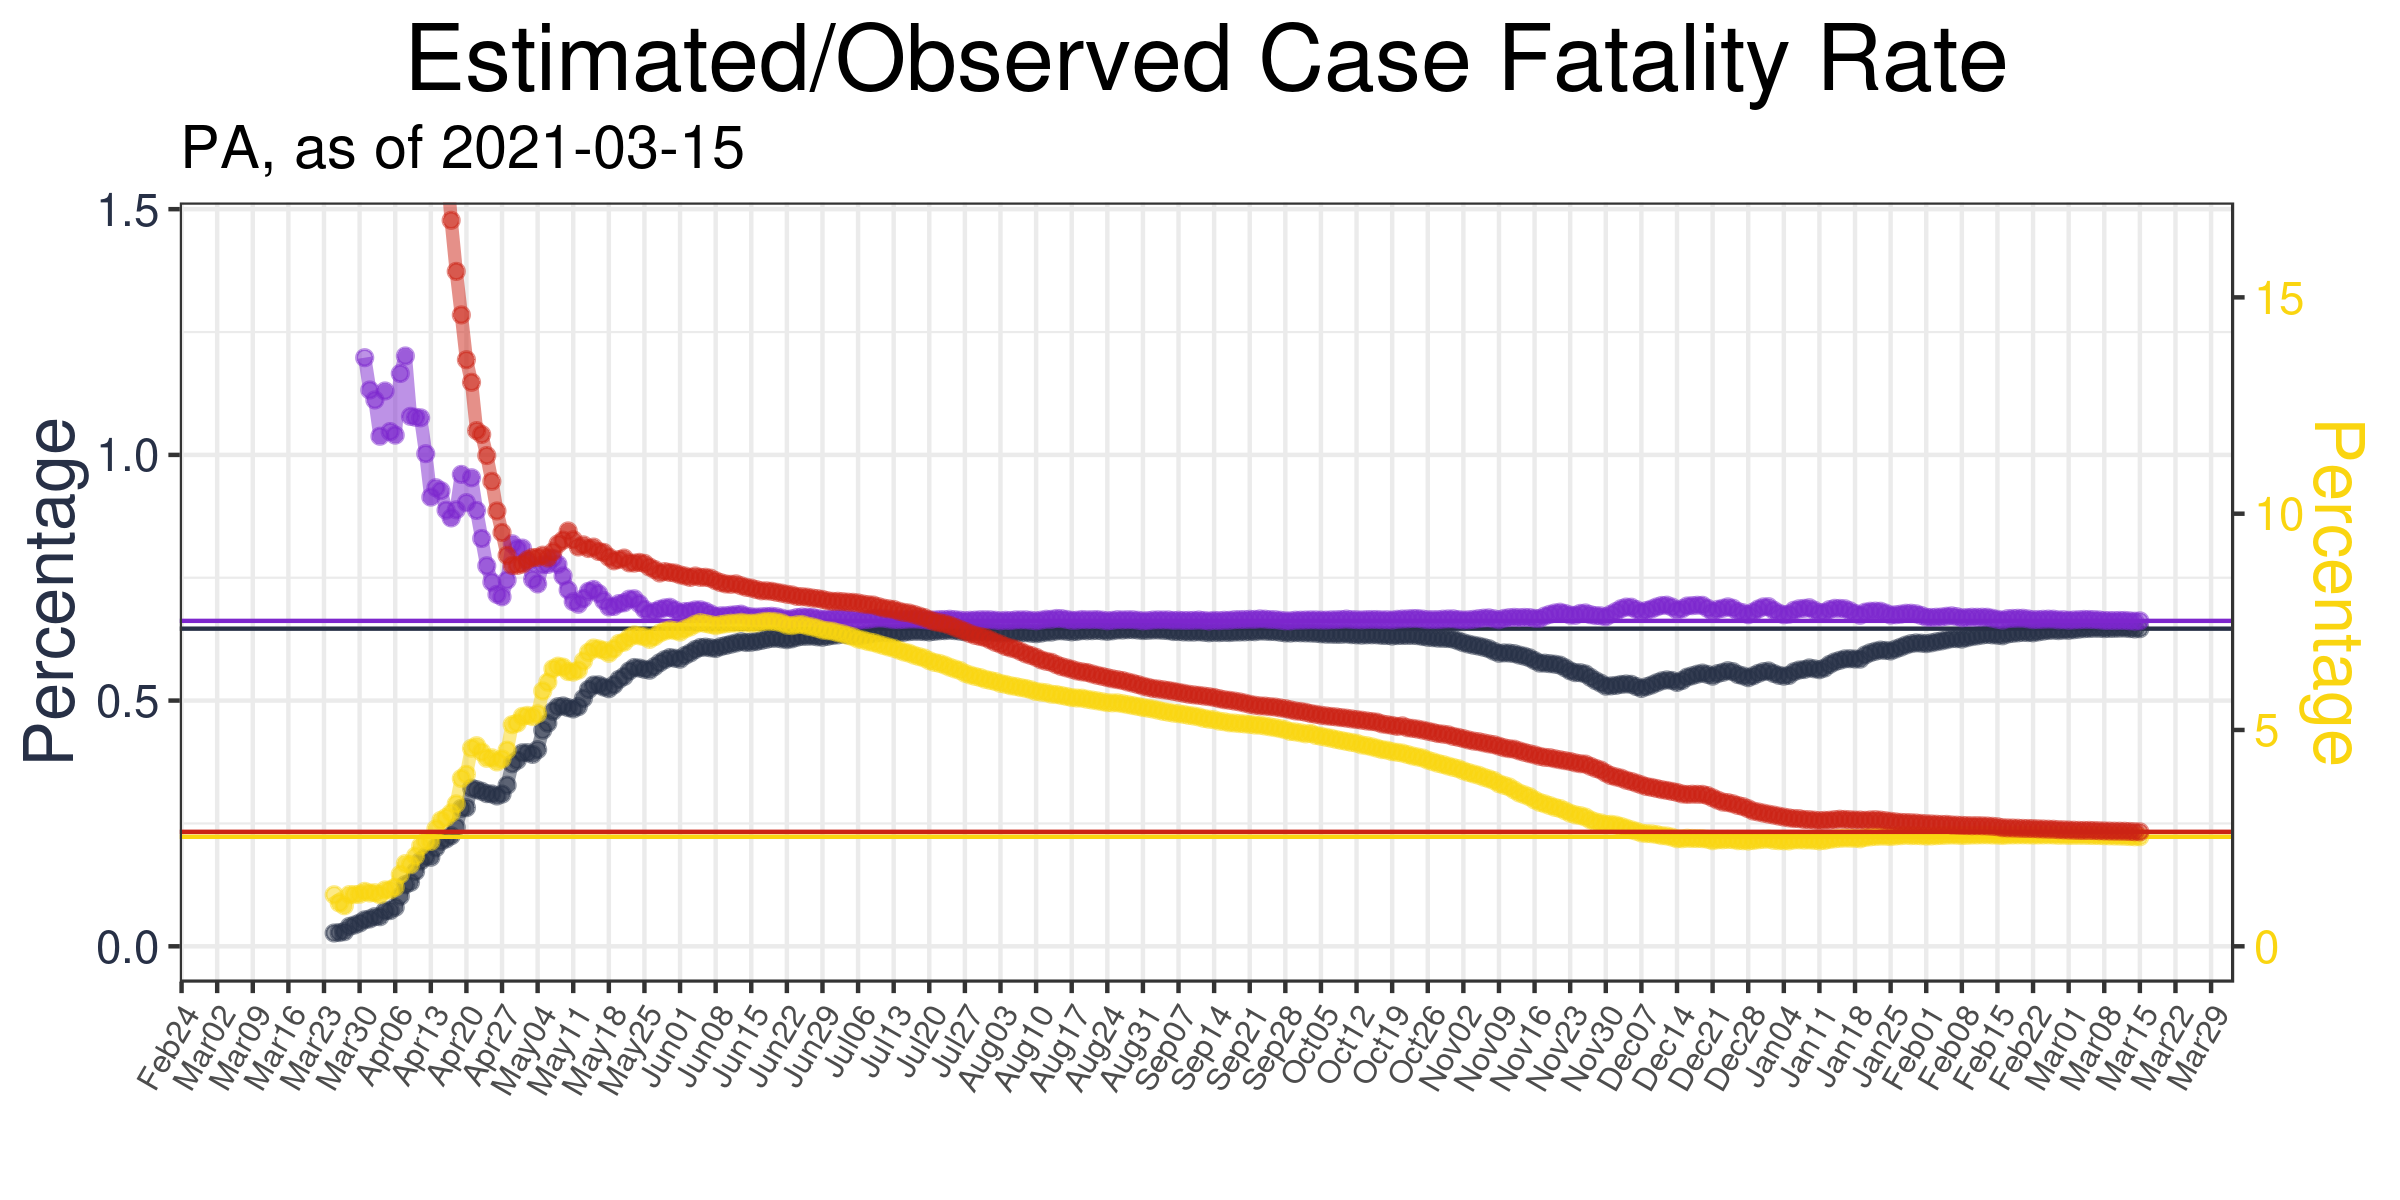 Estimated/Observed Case Fatality Rate
PA, as of 2021-03-15
Percentage
1.5
1.0
0.5
0.0
15
10
5
0
Percentage
Feb24
Mar02
Mar09
Mar16
Mar23
Mar30
Apr06
Apr13
Apr20
Apr27
May04
May11
May18
May25
Jun01
Jun08
Jun15
Jun22
Jun29
Jul06
Jul13
Jul20
Jul27
Aug03
Aug10
Aug17
Aug24
Aug31
Sep07
Sep14
Sep21
Sep28
Oct05
Oct12
Oct19
Oct26
Nov02
Nov09
Nov16
Nov23
Nov30
Dec07
Dec14
Dec21
Dec28
Jan04
Jan11
Jan18
Jan25
Feb01
Feb08
Feb15
Feb22
Mar01
Mar08
Mar15
Mar22
Mar29